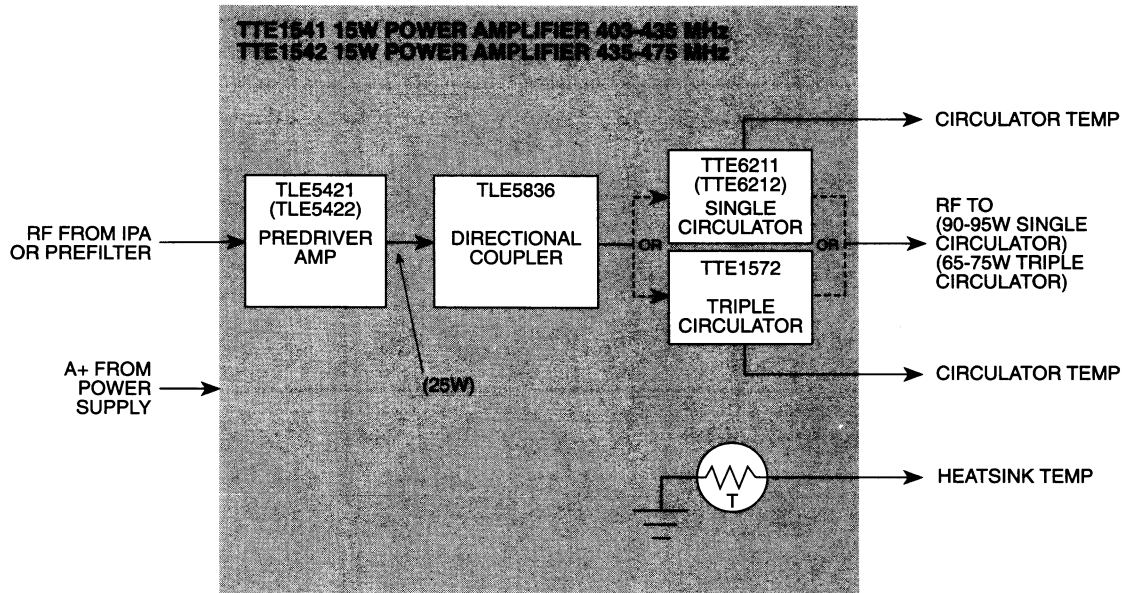 TTE1541 15W POWER AMPLIFIER 403-435 MHz
TTE1542 15W POWER AMPLIFIER 435-475 MHz
CIRCULATOR TEMP
TLE5421
(TLE5422)
PREDRIVER
AMP
TLE5836
DIRECTIONAL
COUPLER
TTE6211
(TTE6212)
SINGLE
CIRCULATOR
RF FROM IPA
OR PREFILTER
OR
OR
RF TO
(90-95W SINGLE
CIRCULATOR)
(65-75W TRIPLE
CIRCULATOR)
TTE1572
TRIPLE
CIRCULATOR
A+ FROM
POWER
SUPPLY
(25W)
CIRCULATOR TEMP
T
HEATSINK TEMP